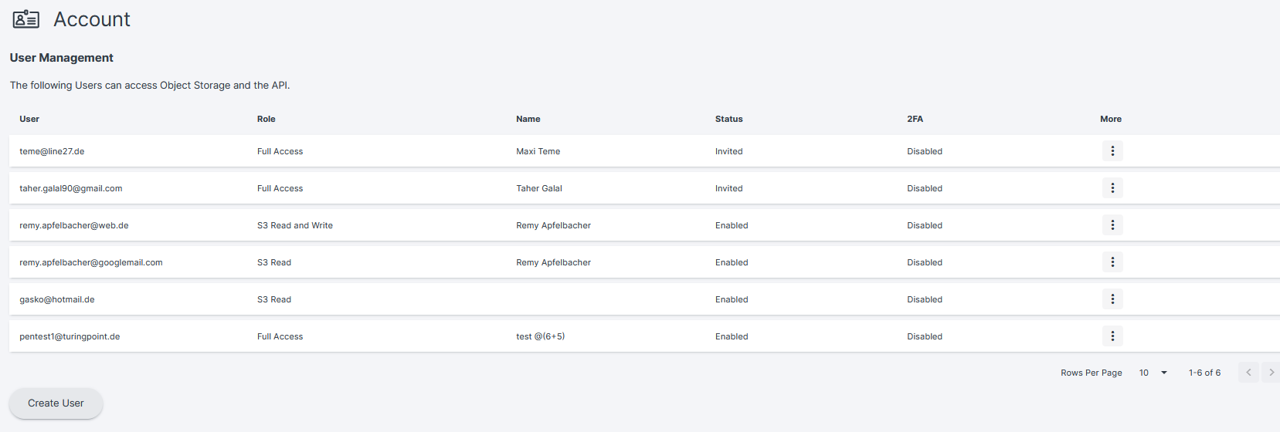 Account
User Management
The following Users can access Object Storage and the API.
User Role Name Status 2FA More
teme@line27.de Full Access Maxi Teme Invited Disabled
taher.galal90@gmail.com Full Access Taher Galal Invited Disabled
remy.apfelbacher@web.de S3 Read and Write Remy Apfelbacher Enabled Disabled
remy.apfelbacher@googlemail.com S3 Read Remy Apfelbacher Enabled Disabled
gasko@hotmail.de S3 Read Enabled Disabled
pentest1@turingpoint.de Full Access test @(6+5) Enabled Disabled
Rows Per Page 10 1-6 of 6
Create User